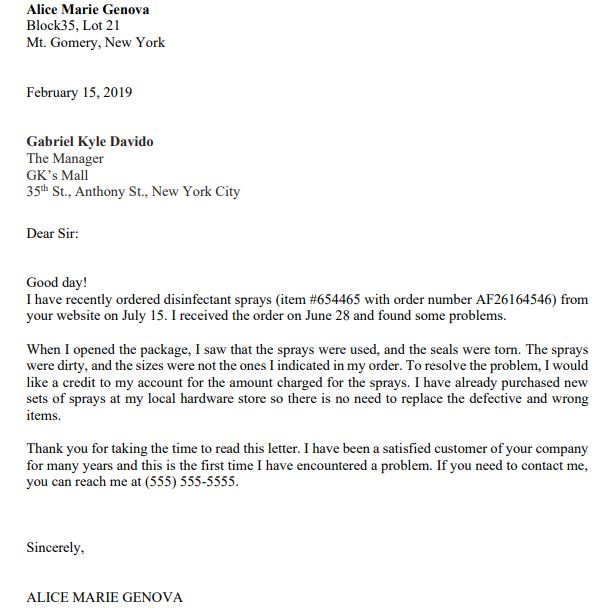 Alice Marie Genova
Block35, Lot 21
Mt. Gomery, New York
February 15, 2019
Gabriel Kyle Davido
The Manager
GK's Mall
35th St., Anthony St., New York City
Dear Sir:
Good day!
I have recently ordered disinfectant sprays (item #654465 with order number AF26164546) from
your website on July 15. I received the order on June 28 and found some problems.
When I opened the package, I saw that the sprays were used, and the seals were torn. The sprays
were dirty, and the sizes were not the ones I indicated in my order. To resolve the problem, I would
like a credit to my account for the amount charged for the sprays. I have already purchased new
sets of sprays at my local hardware store so there is no need to replace the defective and wrong
items.
Thank you for taking the time to read this letter. I have been a satisfied customer of your company
for many years and this is the first time I have encountered a problem. If you need to contact me,
you can reach me at (555) 555-5555.
Sincerely,
ALICE MARIE GENOVA